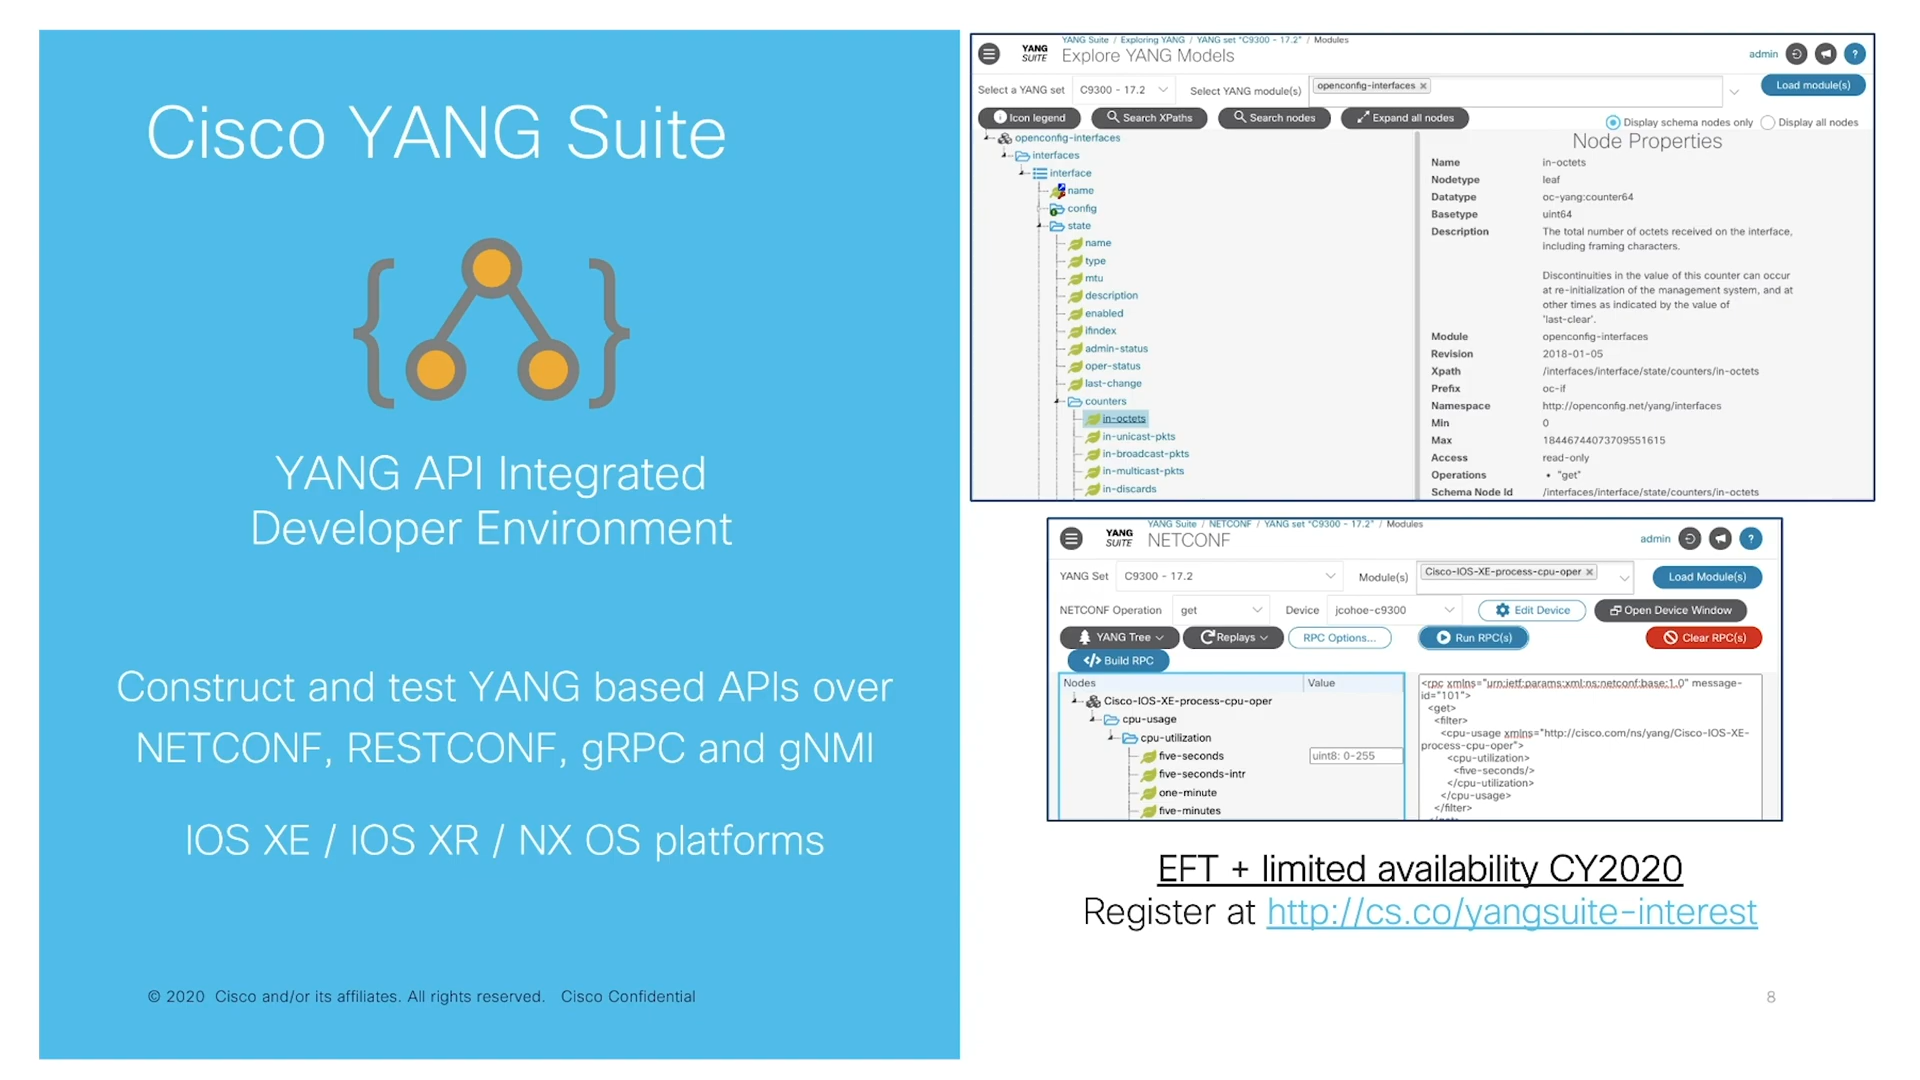 Cisco YANG Suite
YANG API Integrated
Developer Environment
Construct and test YANG based APIs over
NETCONF, RESTCONF, gRPC and gNMI
IOS XE / IOS XR / NX OS platforms
© 2020 Cisco and/or its affiliates. All rights reserved. Cisco Confidential
YANG Suite / Exploring YANG / YANG set "C9300 - 17.2" / Modules
YANG
SUITE
Explore YANG Models
admin
?
Select a YANG set
C9300 - 17.2
Select YANG module(s)
openconfig-interfaces ×
Load module(s)
Icon legend
Search XPaths
Search nodes
Expand all nodes
Display schema nodes only
Display all nodes
openconfig-interfaces
interfaces
interface
name
config
state
name
type
mtu
description
enabled
ifindex
admin-status
oper-status
last-change
counters
in-octets
in-unicast-pkts
in-broadcast-pkts
in-multicast-pkts
in-discards
Node Properties
Name in-octets
Nodetype leaf
Datatype oc-yang:counter64
Basetype uint64
Description The total number of octets received on the interface,
including framing characters.
Discontinuities in the value of this counter can occur
at re-initialization of the management system, and at
other times as indicated by the value of
'last-clear'.
Module openconfig-interfaces
Revision 2018-01-05
Xpath /interfaces/interface/state/counters/in-octets
Prefix oc-if
Namespace http://openconfig.net/yang/interfaces
Min 0
Max 18446744073709551615
Access read-only
Operations • "get"
Schema Node Id /interfaces/interface/state/counters/in-octets
YANG Suite / NETCONF / YANG set "C9300 - 17.2" / Modules
YANG
SUITE
NETCONF
admin
?
YANG Set
C9300 - 17.2
Module(s)
Cisco-IOS-XE-process-cpu-oper ×
Load Module(s)
NETCONF Operation
get
Device
jcohoe-c9300
Edit Device
Open Device Window
YANG Tree
Replays
RPC Options...
Run RPC(s)
Clear RPC(s)
</> Build RPC
Nodes Value
Cisco-IOS-XE-process-cpu-oper
cpu-usage
cpu-utilization
five-seconds uint8: 0-255
five-seconds-intr
one-minute
five-minutes
<rpc xmlns="urn:ietf:params:xml:ns:netconf:base:1.0" message-
id="101">
<get>
<filter>
<cpu-usage xmlns="http://cisco.com/ns/yang/Cisco-IOS-XE-
process-cpu-oper">
<cpu-utilization>
<five-seconds/>
</cpu-utilization>
</cpu-usage>
</filter>
EFT + limited availability CY2020
Register at http://cs.co/yangsuite-interest
8